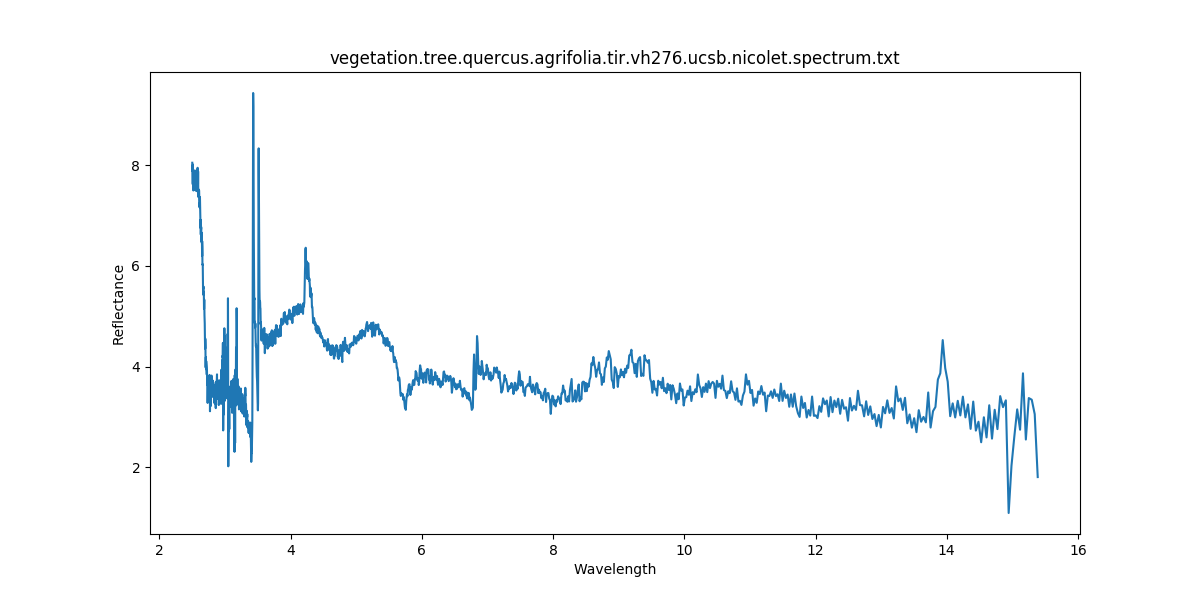 vegetation.tree.quercus.agrifolia.tir.vh276.ucsb.nicolet.spectrum.txt
Reflectance
8
6
4
2
2 4 6 8 10 12 14 16
Wavelength